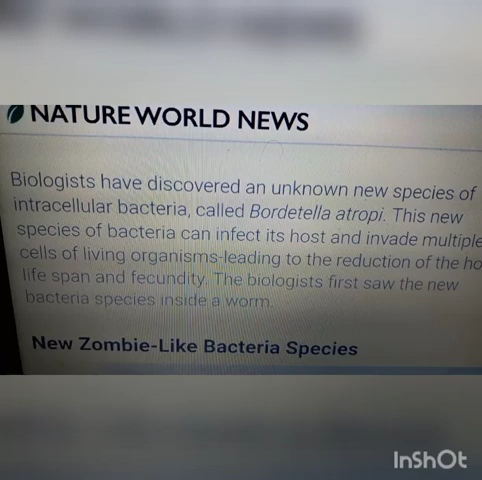 NATURE WORLD NEWS
Biologists have discovered an unknown new species of
intracellular bacteria, called Bordetella atropi. This new
species of bacteria can infect its host and invade multiple
cells of living organisms-leading to the reduction of the ho
life span and fecundity. The biologists first saw the new
bacteria species inside a worm.
New Zombie-Like Bacteria Species
InShOt